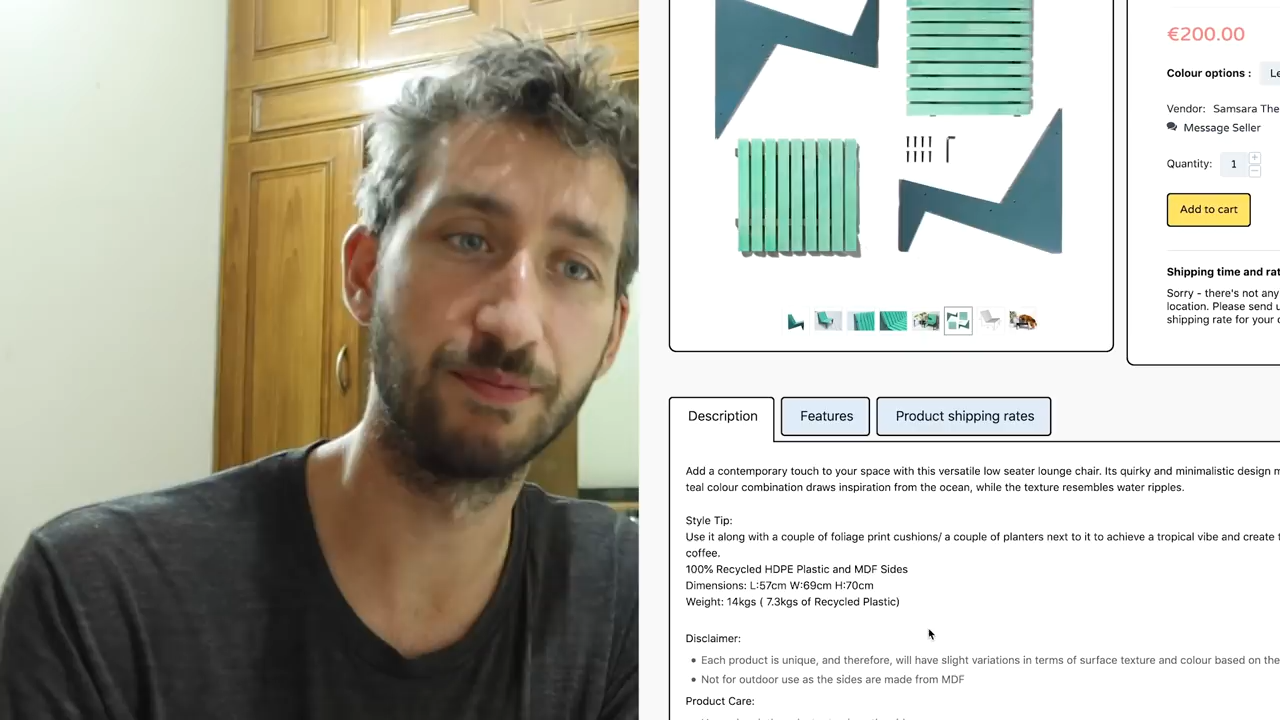 €200.00
Colour options :
Le
Vendor: Samsara The
Message Seller
Quantity: 1
Add to cart
Shipping time and rat
Sorry - there's not any
location. Please send u
shipping rate for your o
Description
Features
Product shipping rates
Add a contemporary touch to your space with this versatile low seater lounge chair. Its quirky and minimalistic design m
teal colour combination draws inspiration from the ocean, while the texture resembles water ripples.
Style Tip:
Use it along with a couple of foliage print cushions/ a couple of planters next to it to achieve a tropical vibe and create t
coffee.
100% Recycled HDPE Plastic and MDF Sides
Dimensions: L:57cm W:69cm H:70cm
Weight: 14kgs ( 7.3kgs of Recycled Plastic)
Disclaimer:
Each product is unique, and therefore, will have slight variations in terms of surface texture and colour based on the
Not for outdoor use as the sides are made from MDF
Product Care: